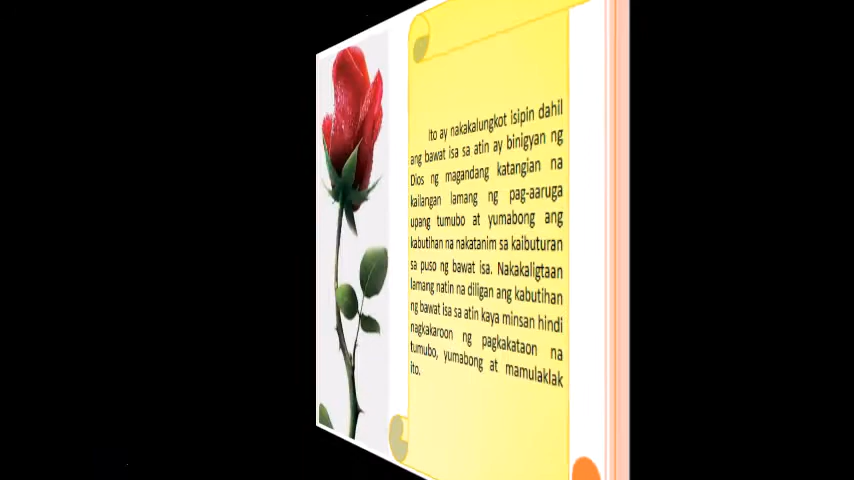 Ito ay nakakalungkot isipin dahil
ang bawat isa sa atin ay binigyan ng
Dios ng magandang katangian na
kailangan lamang ng pag-aaruga
upang tumubo at yumabong ang
kabutihan na nakatanim sa kaibuturan
sa puso ng bawat isa. Nakakaligtaan
lamang natin na diligan ang kabutihan
ng bawat isa sa atin kaya minsan hindi
nagkakaroon ng pagkakataon na
tumubo, yumabong at mamulaklak
ito.